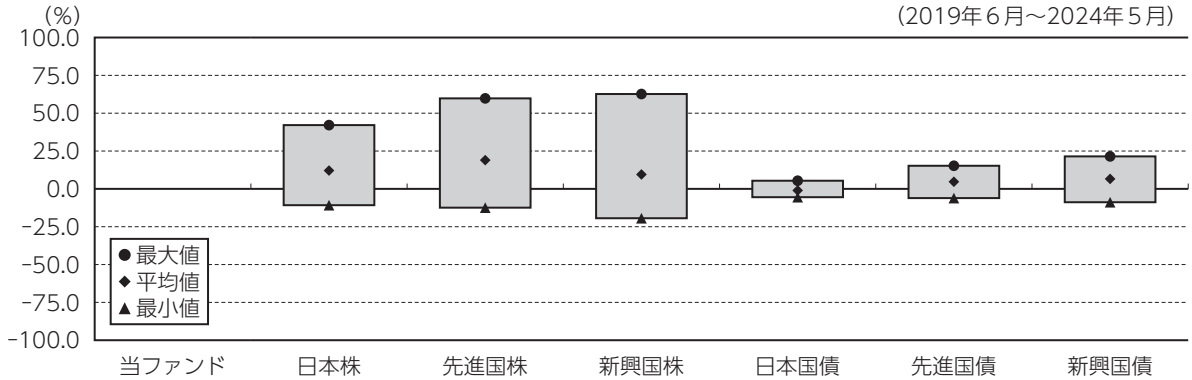 (%)
(2019年6月～2024年5月)
100.0
75.0
50.0
25.0
0.0
-25.0
-50.0
-75.0
-100.0
●最大値
◆平均値
▲最小値
当ファンド 日本株 先進国株 新興国株 日本国債 先進国債 新興国債